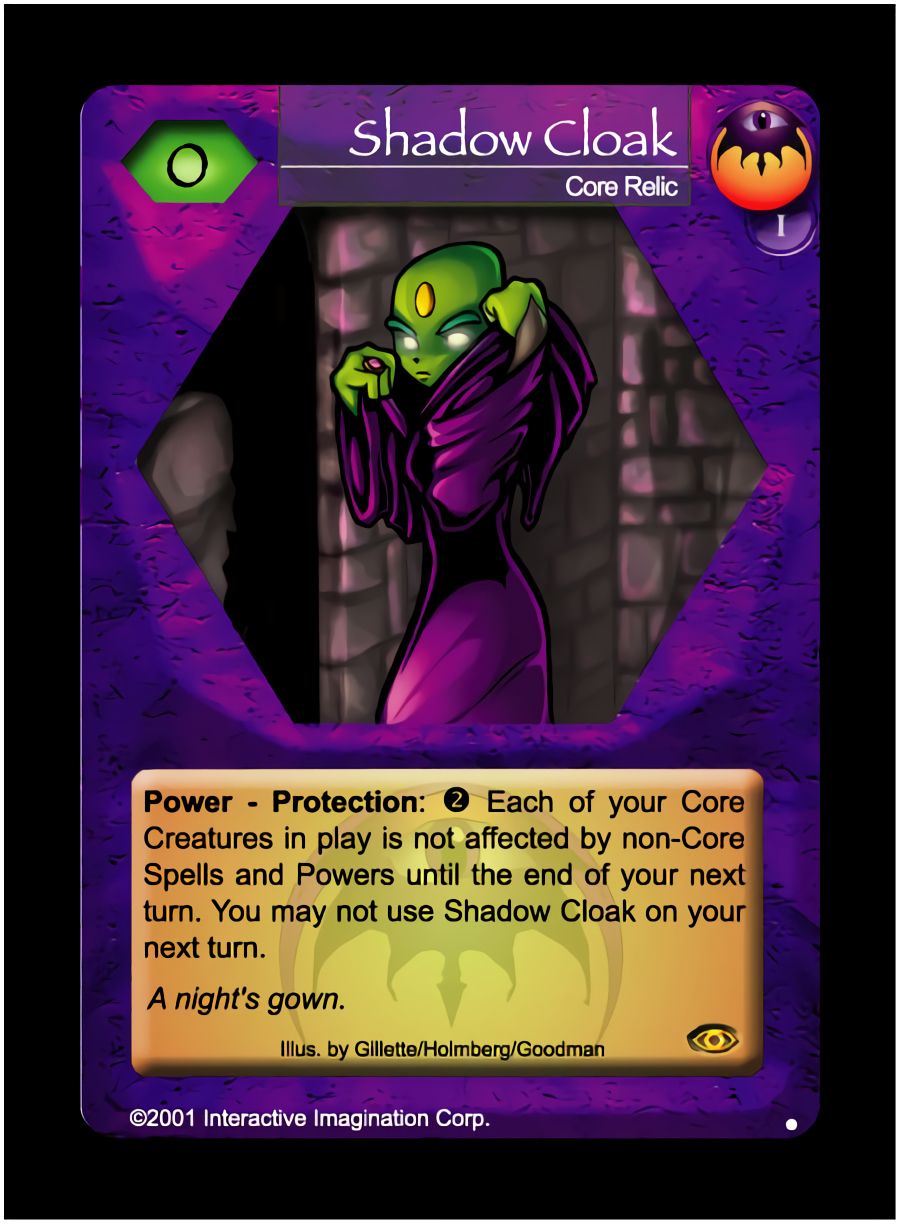 0
Shadow Cloak
Core Relic
I
Power - Protection: ❷ Each of your Core
Creatures in play is not affected by non-Core
Spells and Powers until the end of your next
turn. You may not use Shadow Cloak on your
next turn.
A night's gown.
Illus. by Gillette/Holmberg/Goodman
©2001 Interactive Imagination Corp.